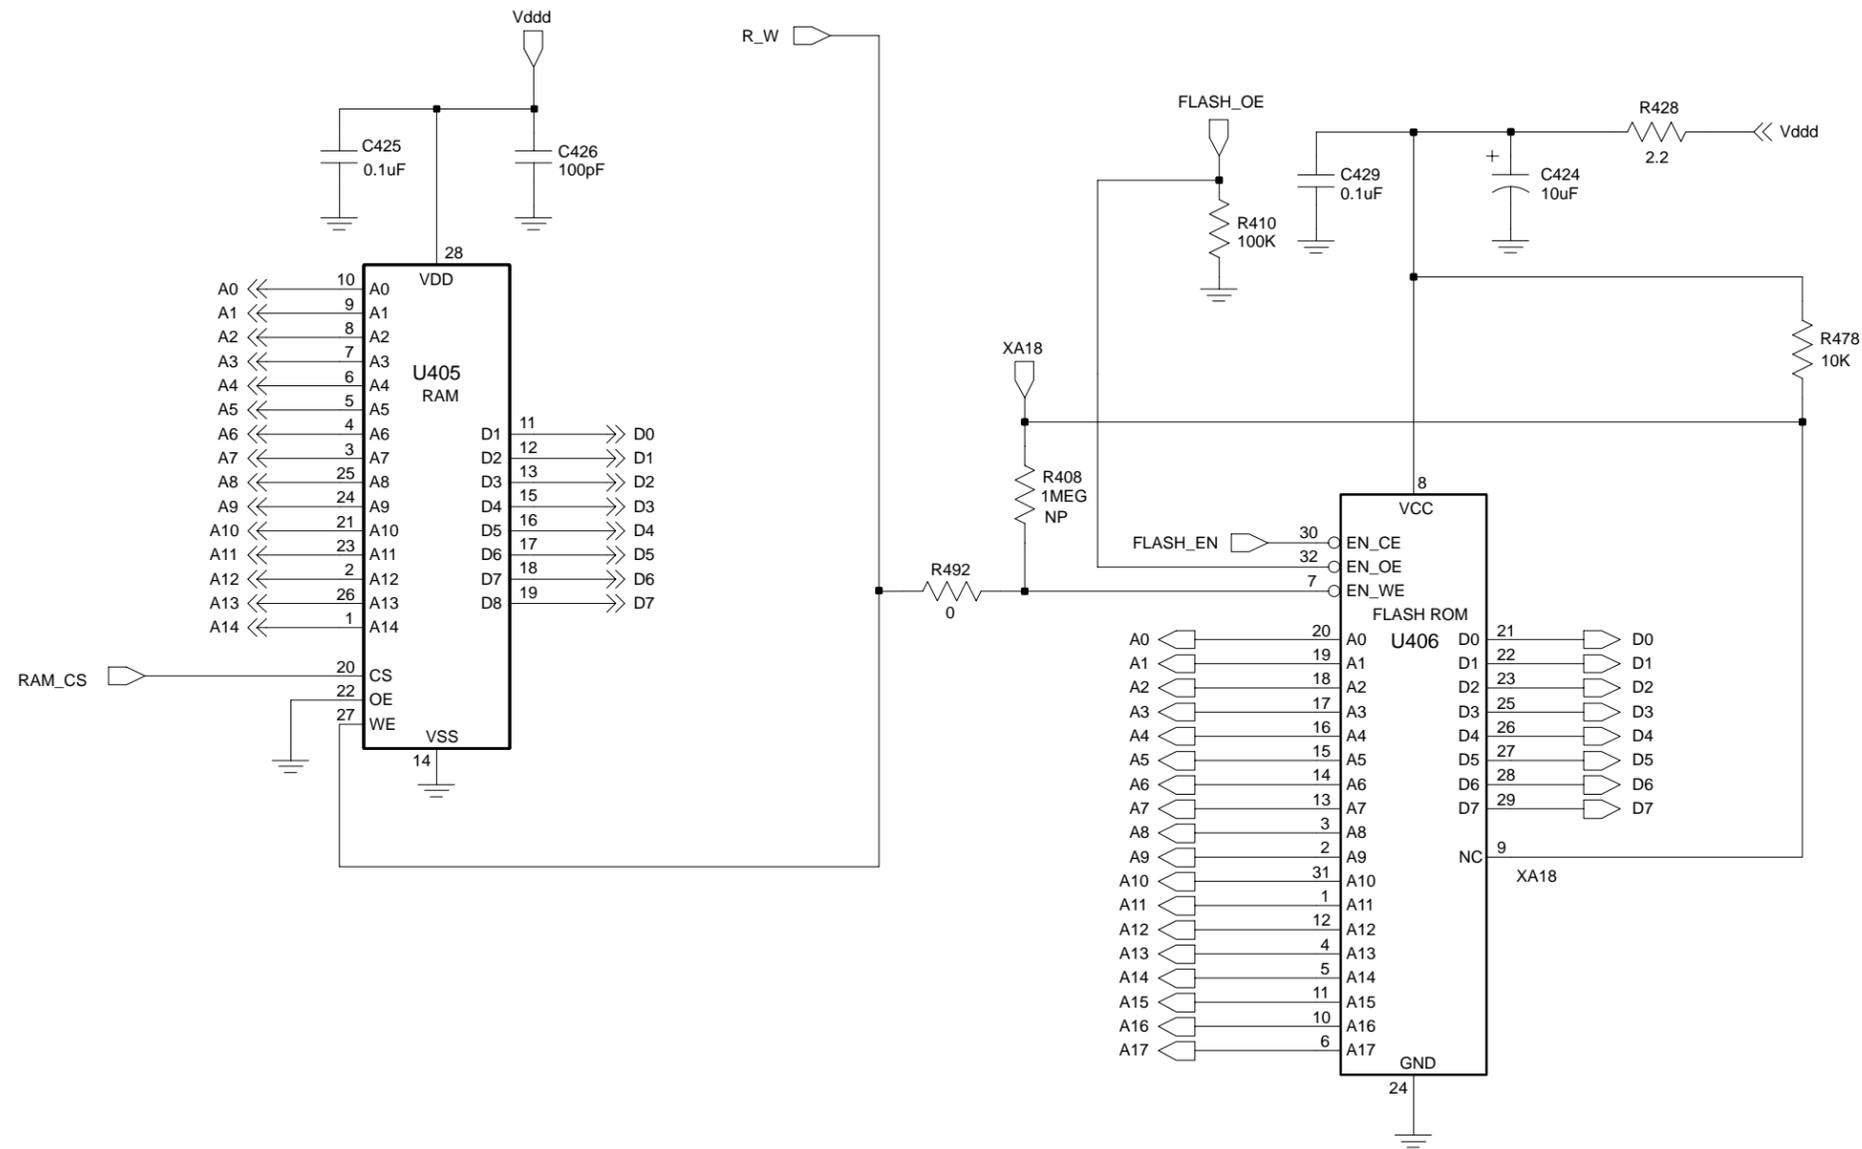 Vddd
R_W
FLASH_OE
R428
Vddd
2.2
C425
0.1uF
C426
100pF
C429
0.1uF
+
C424
10uF
R410
100K
28
VDD
A0 10 A0
A1 9 A1
A2 8 A2
A3 7 A3
A4 6 A4
A5 5 A5
A6 4 A6
A7 3 A7
A8 25 A8
A9 24 A9
A10 21 A10
A11 23 A11
A12 2 A12
A13 26 A13
A14 1 A14
U405
RAM
D1 11 D0
D2 12 D1
D3 13 D2
D4 15 D3
D5 16 D4
D6 17 D5
D7 18 D6
D8 19 D7
RAM_CS 20 CS
22 OE
27 WE
VSS
14
XA18
R478
10K
R408
1MEG
NP
R492
0
8
VCC
FLASH_EN 30 EN_CE
32 EN_OE
7 EN_WE
FLASH ROM
U406
A0 20 A0
A1 19 A1
A2 18 A2
A3 17 A3
A4 16 A4
A5 15 A5
A6 14 A6
A7 13 A7
A8 3 A8
A9 2 A9
A10 31 A10
A11 1 A11
A12 12 A12
A13 4 A13
A14 5 A14
A15 11 A15
A16 10 A16
A17 6 A17
D0 21 D0
D1 22 D1
D2 23 D2
D3 25 D3
D4 26 D4
D5 27 D5
D6 28 D6
D7 29 D7
NC 9
XA18
GND
24